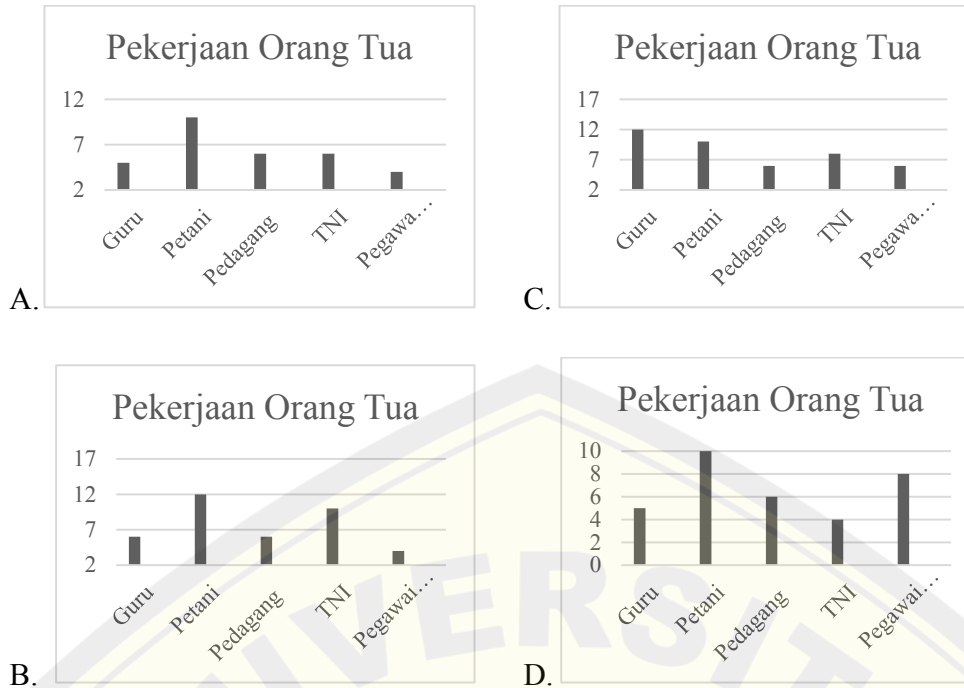 Pekerjaan Orang Tua
12
7
2
Guru
Petani
Pedagang
TNI
Pegawa…
A.
Pekerjaan Orang Tua
17
12
7
2
Guru
Petani
Pedagang
TNI
Pegawa…
C.
Pekerjaan Orang Tua
17
12
7
2
Guru
Petani
Pedagang
TNI
Pegawai…
B.
Pekerjaan Orang Tua
10
8
6
4
2
0
Guru
Petani
Pedagang
TNI
Pegawai…
D.
IVERSIT